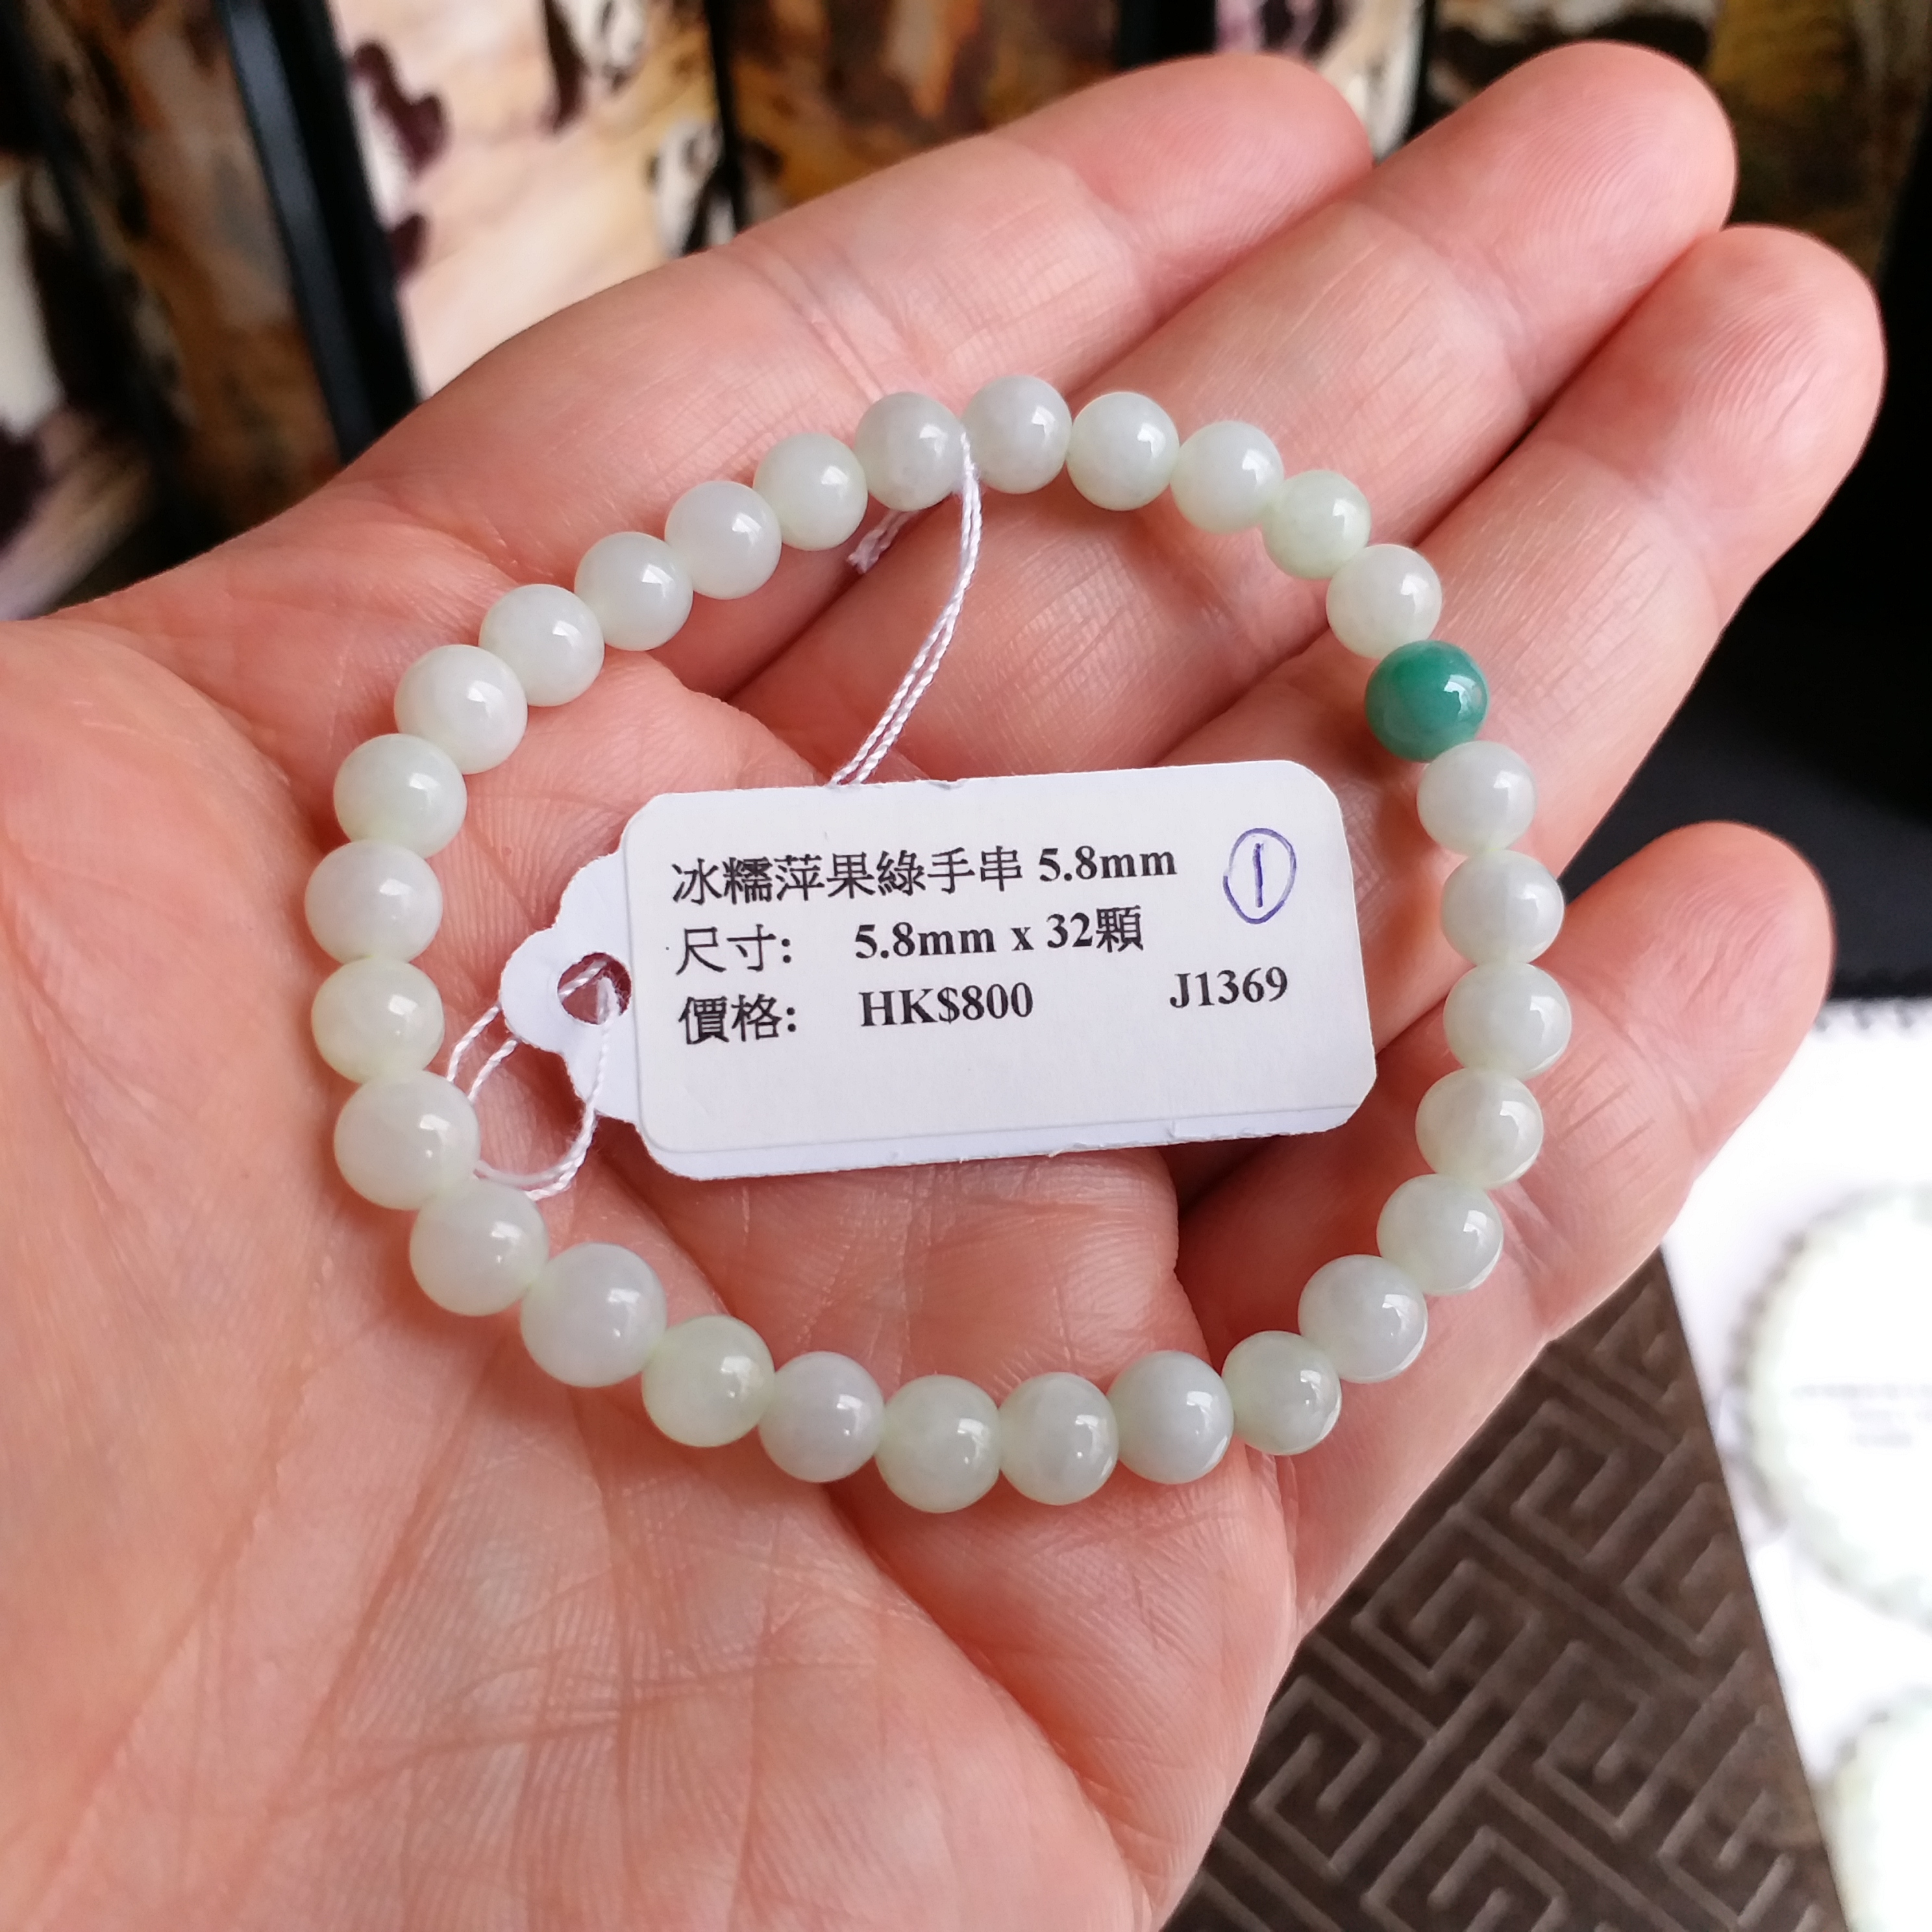 冰糯萍果綠手串 5.8mm ①
尺寸: 5.8mm x 32顆
價格: HK$800 J1369